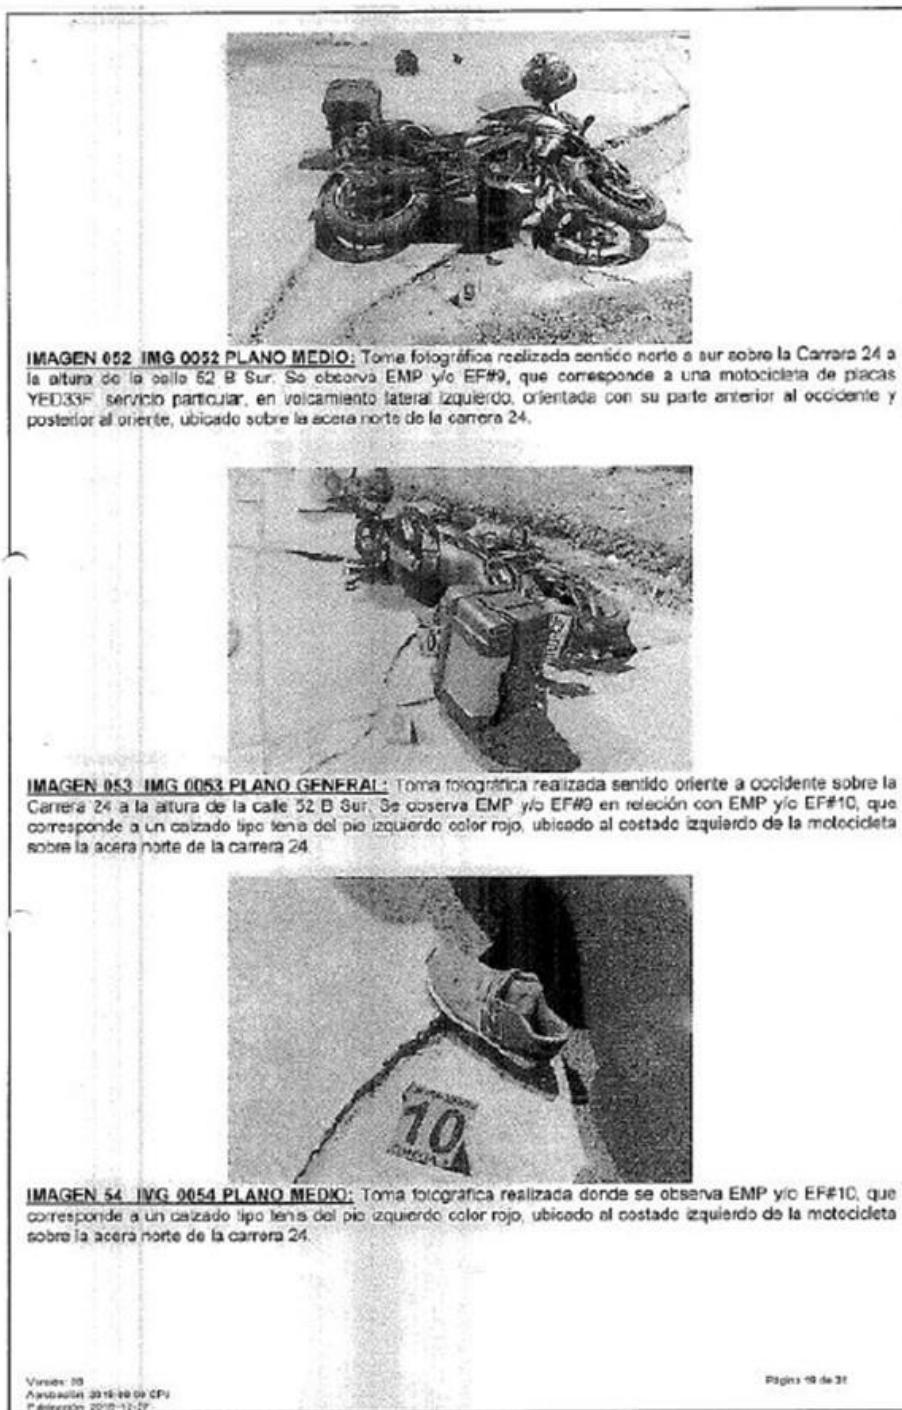 9
IMAGEN 052 IMG 0052 PLANO MEDIO: Toma fotográfica realizada sentido norte a sur sobre la Carrera 24 a
la altura de la calle 52 B Sur. Se observa EMP y/o EF#9, que corresponde a una motocicleta de placas
YED33F, servicio particular, en volcamiento lateral izquierdo, orientada con su parte anterior al occidente y
posterior al oriente, ubicado sobre la acera norte de la carrera 24.
IMAGEN 053 IMG 0053 PLANO GENERAL: Toma fotográfica realizada sentido oriente a occidente sobre la
Carrera 24 a la altura de la calle 52 B Sur. Se observa EMP y/o EF#9 en relación con EMP y/o EF#10, que
corresponde a un calzado tipo tenis del pie izquierdo color rojo, ubicado al costado izquierdo de la motocicleta
sobre la acera norte de la carrera 24.
10
IMAGEN 54 IMG 0054 PLANO MEDIO: Toma fotográfica realizada donde se observa EMP y/o EF#10, que
corresponde a un calzado tipo tenis del pie izquierdo color rojo, ubicado al costado izquierdo de la motocicleta
sobre la acera norte de la carrera 24.
Página 19 de 31
Versión:
Aprobación: CPJ
Publicación: